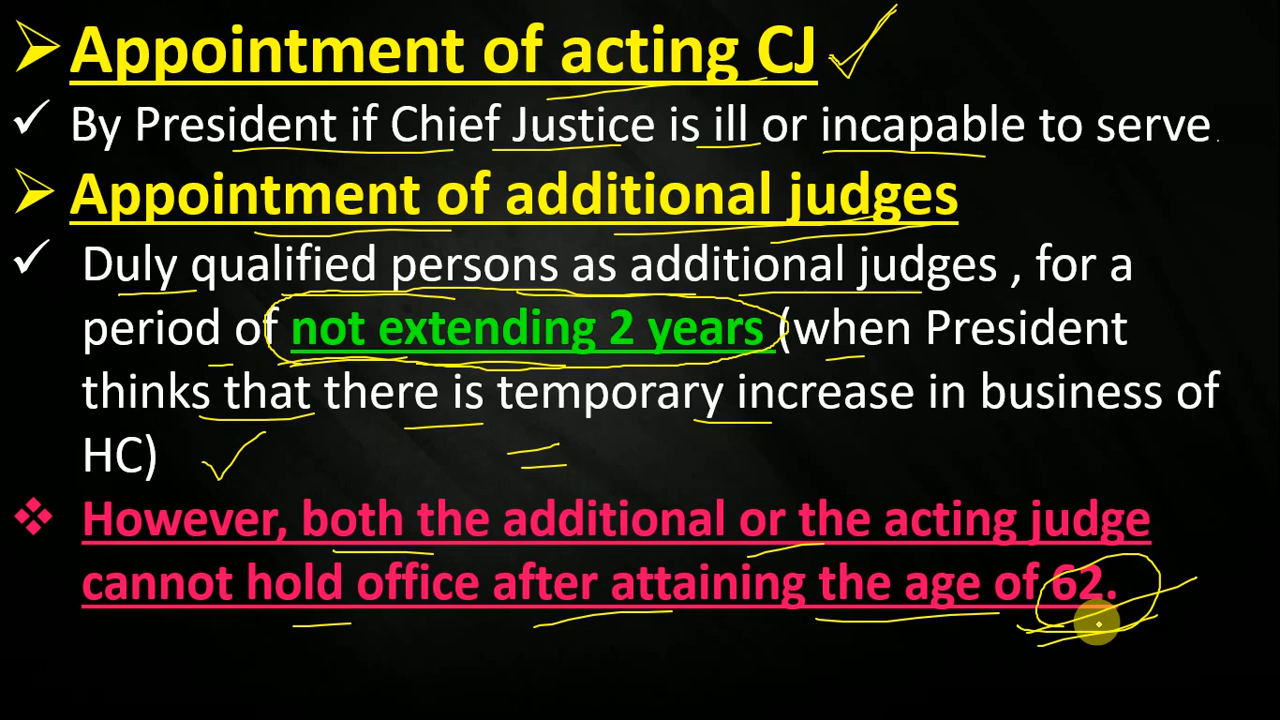 Appointment of acting CJ
By President if Chief Justice is ill or incapable to serve.
Appointment of additional judges
Duly qualified persons as additional judges , for a
period of not extending 2 years (when President
thinks that there is temporary increase in business of
HC)
However, both the additional or the acting judge
cannot hold office after attaining the age of 62.